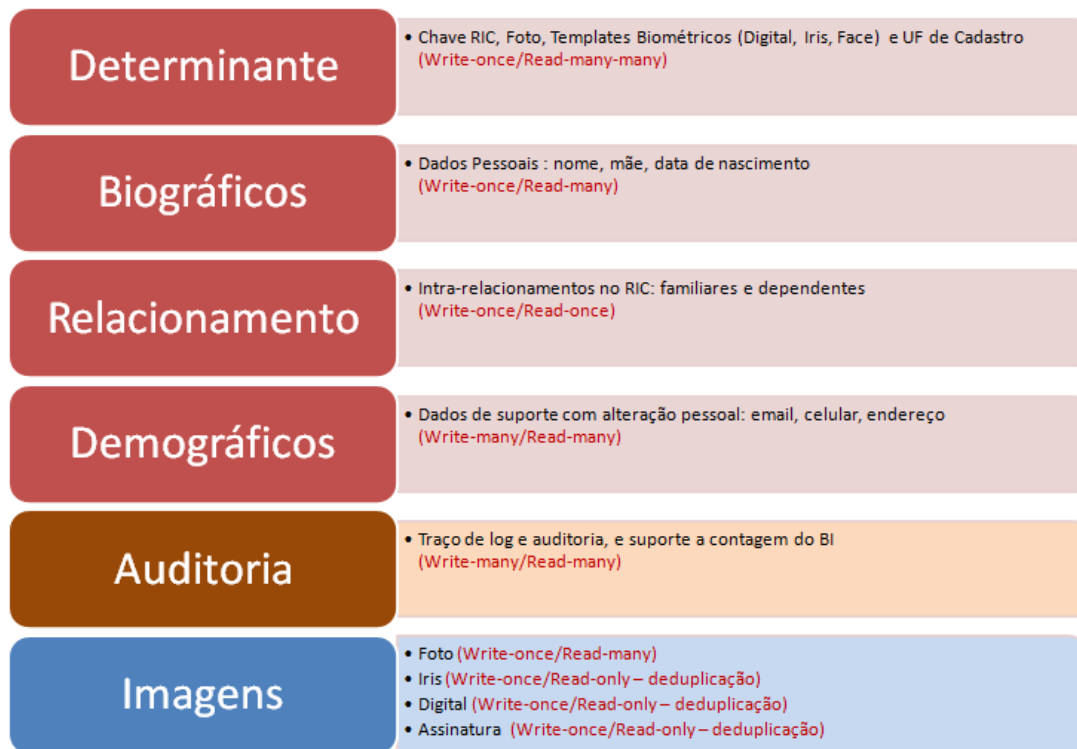 Determinante
• Chave RIC, Foto, Templates Biométricos (Digital, Iris, Face) e UF de Cadastro
(Write-once/Read-many-many)
Biográficos
• Dados Pessoais : nome, mãe, data de nascimento
(Write-once/Read-many)
Relacionamento
• Intra-relacionamentos no RIC: familiares e dependentes
(Write-once/Read-once)
Demográficos
• Dados de suporte com alteração pessoal: email, celular, endereço
(Write-many/Read-many)
Auditoria
• Traço de log e auditoria, e suporte a contagem do BI
(Write-many/Read-many)
Imagens
• Foto (Write-once/Read-many)
• Iris (Write-once/Read-only – deduplicação)
• Digital (Write-once/Read-only – deduplicação)
• Assinatura (Write-once/Read-only – deduplicação)